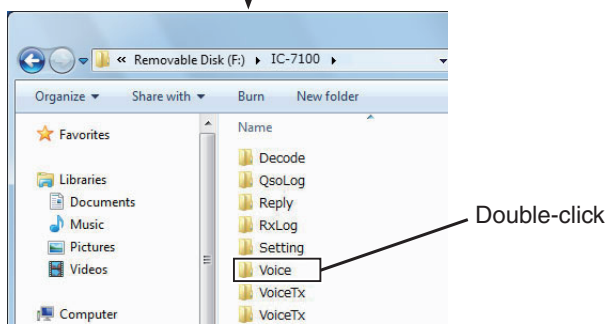 « Removable Disk (F:) ▸ IC-7100 ▸
Organize ▾ Share with ▾ Burn New folder
Favorites
Libraries
Documents
Music
Pictures
Videos
Computer
Name
Decode
QsoLog
Reply
RxLog
Setting
Voice
VoiceTx
VoiceTx
Double-click